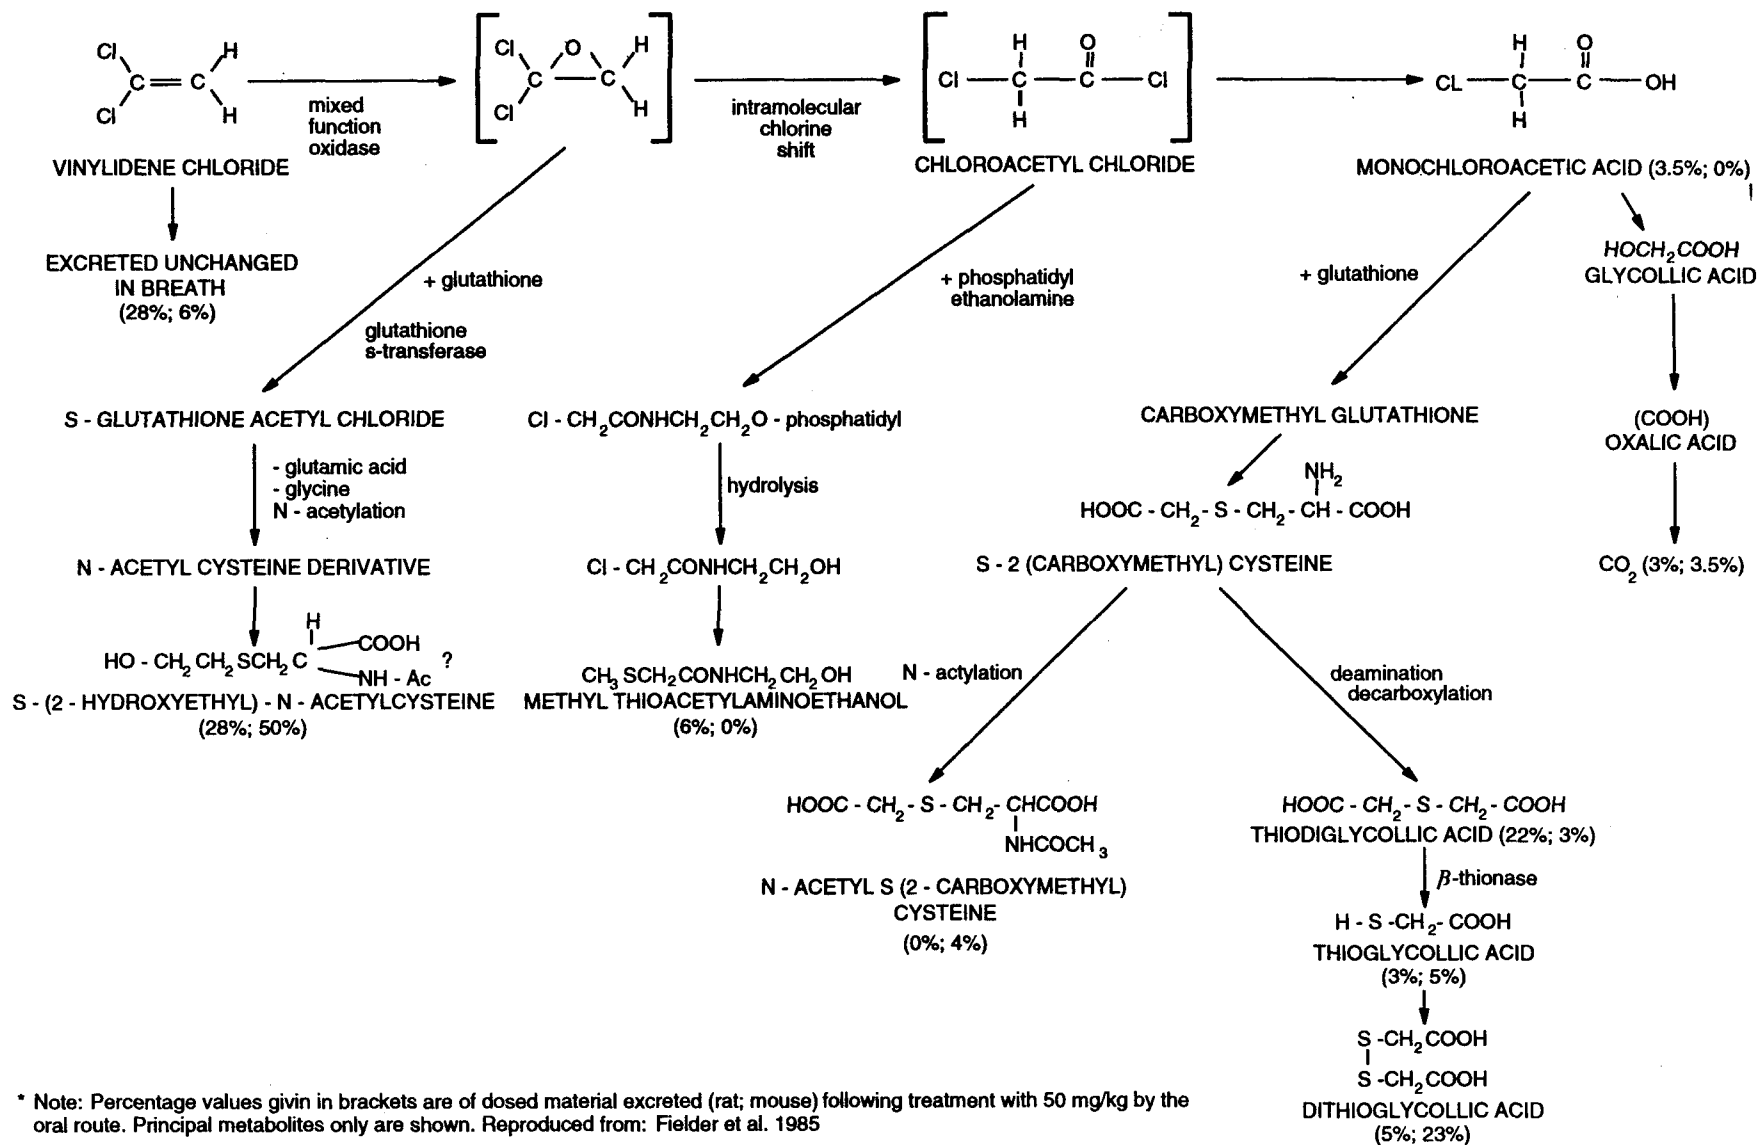 Cl
H
C = C
Cl
H
VINYLIDENE CHLORIDE
EXCRETED UNCHANGED
IN BREATH
(28%; 6%)
mixed
function
oxidase
Cl
O
H
C — C
Cl
H
intramolecular
chlorine
shift
H
O
Cl — C — C — Cl
H
CHLOROACETYL CHLORIDE
H
O
CL — C — C — OH
H
MONOCHLOROACETIC ACID (3.5%; 0%)
HOCH₂COOH
GLYCOLLIC ACID
(COOH)
OXALIC ACID
CO₂ (3%; 3.5%)
+ glutathione
glutathione
s-transferase
S - GLUTATHIONE ACETYL CHLORIDE
- glutamic acid
- glycine
N - acetylation
N - ACETYL CYSTEINE DERIVATIVE
H
HO - CH₂CH₂SCH₂C
COOH
NH - Ac
?
S - (2 - HYDROXYETHYL) - N - ACETYLCYSTEINE
(28%; 50%)
+ phosphatidyl
ethanolamine
Cl - CH₂CONHCH₂CH₂O - phosphatidyl
hydrolysis
Cl - CH₂CONHCH₂CH₂OH
CH₃SCH₂CONHCH₂CH₂OH
METHYL THIOACETYLAMINOETHANOL
(6%; 0%)
+ glutathione
CARBOXYMETHYL GLUTATHIONE
NH₂
HOOC - CH₂- S - CH₂- CH - COOH
S - 2 (CARBOXYMETHYL) CYSTEINE
N - actylation
HOOC - CH₂- S - CH₂- CHCOOH
NHCOCH₃
N - ACETYL S (2 - CARBOXYMETHYL)
CYSTEINE
(0%; 4%)
deamination
decarboxylation
HOOC - CH₂- S - CH₂- COOH
THIODIGLYCOLLIC ACID (22%; 3%)
β-thionase
H - S -CH₂- COOH
THIOGLYCOLLIC ACID
(3%; 5%)
S -CH₂COOH
S -CH₂COOH
DITHIOGLYCOLLIC ACID
(5%; 23%)
* Note: Percentage values givin in brackets are of dosed material excreted (rat; mouse) following treatment with 50 mg/kg by the
oral route. Principal metabolites only are shown. Reproduced from: Fielder et al. 1985